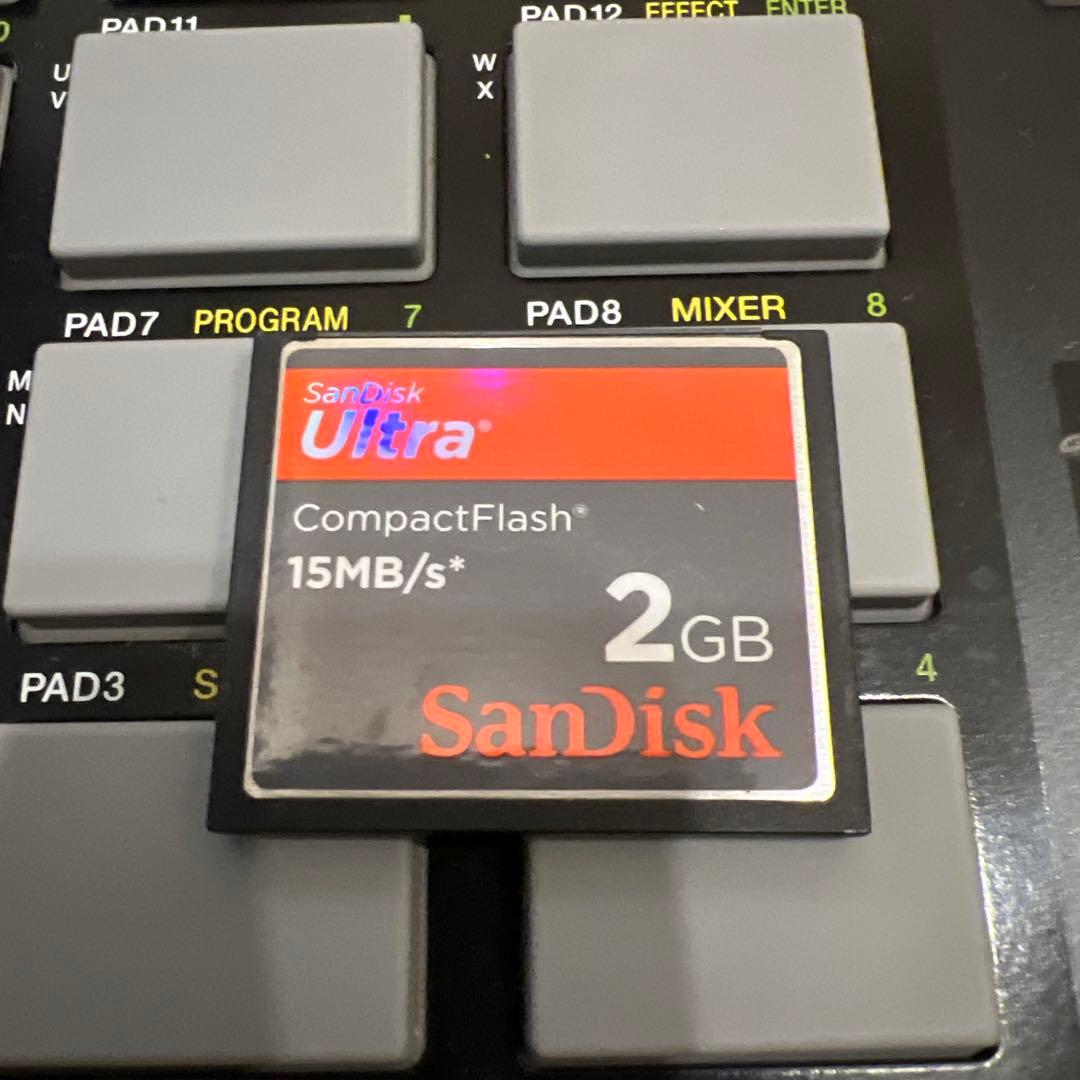 PAD11
PAD12 EFFECT ENTER
U
V
W
X
PAD7 PROGRAM 7
PAD8 MIXER 8
M
N
SanDisk
Ultra®
CompactFlash®
15MB/s*
2GB
SanDisk
PAD3 S
4